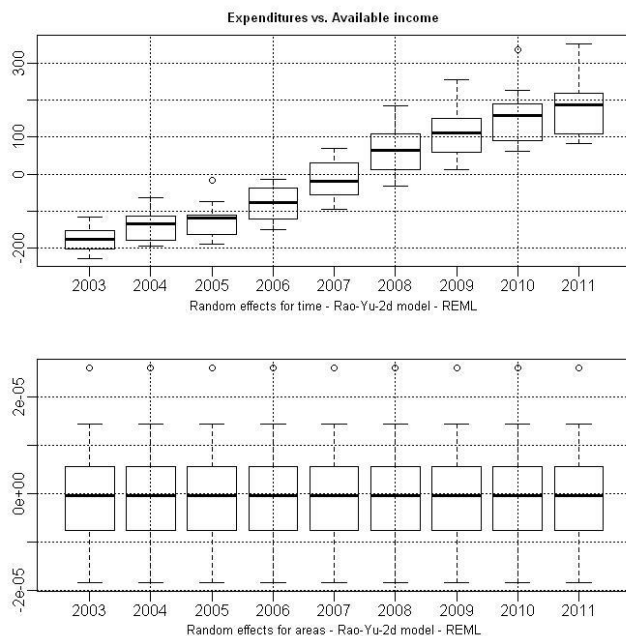 Expenditures vs. Available income
300
100
0
-200
2003 2004 2005 2006 2007 2008 2009 2010 2011
Random effects for time - Rao-Yu-2d model - REML
2e-05
0e+00
-2e-05
2003 2004 2005 2006 2007 2008 2009 2010 2011
Random effects for areas - Rao-Yu-2d model - REML